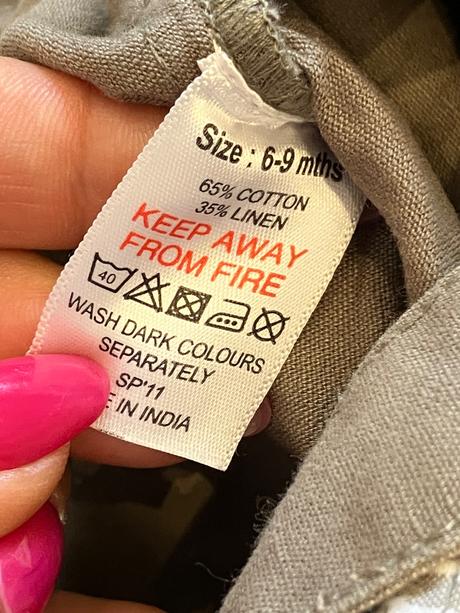 Size : 6-9 mths
65% COTTON
35% LINEN
KEEP AWAY
FROM FIRE
40
WASH DARK COLOURS
SEPARATELY
SP'11
E IN INDIA